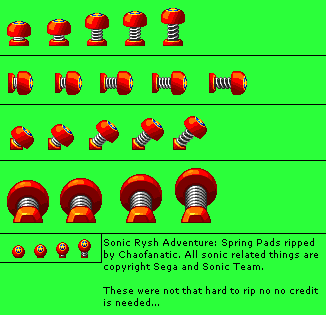 Sonic Rysh Adventure: Spring Pads ripped
by Chaofanatic. All sonic related things are
copyright Sega and Sonic Team.
These were not that hard to rip no no credit
is needed...